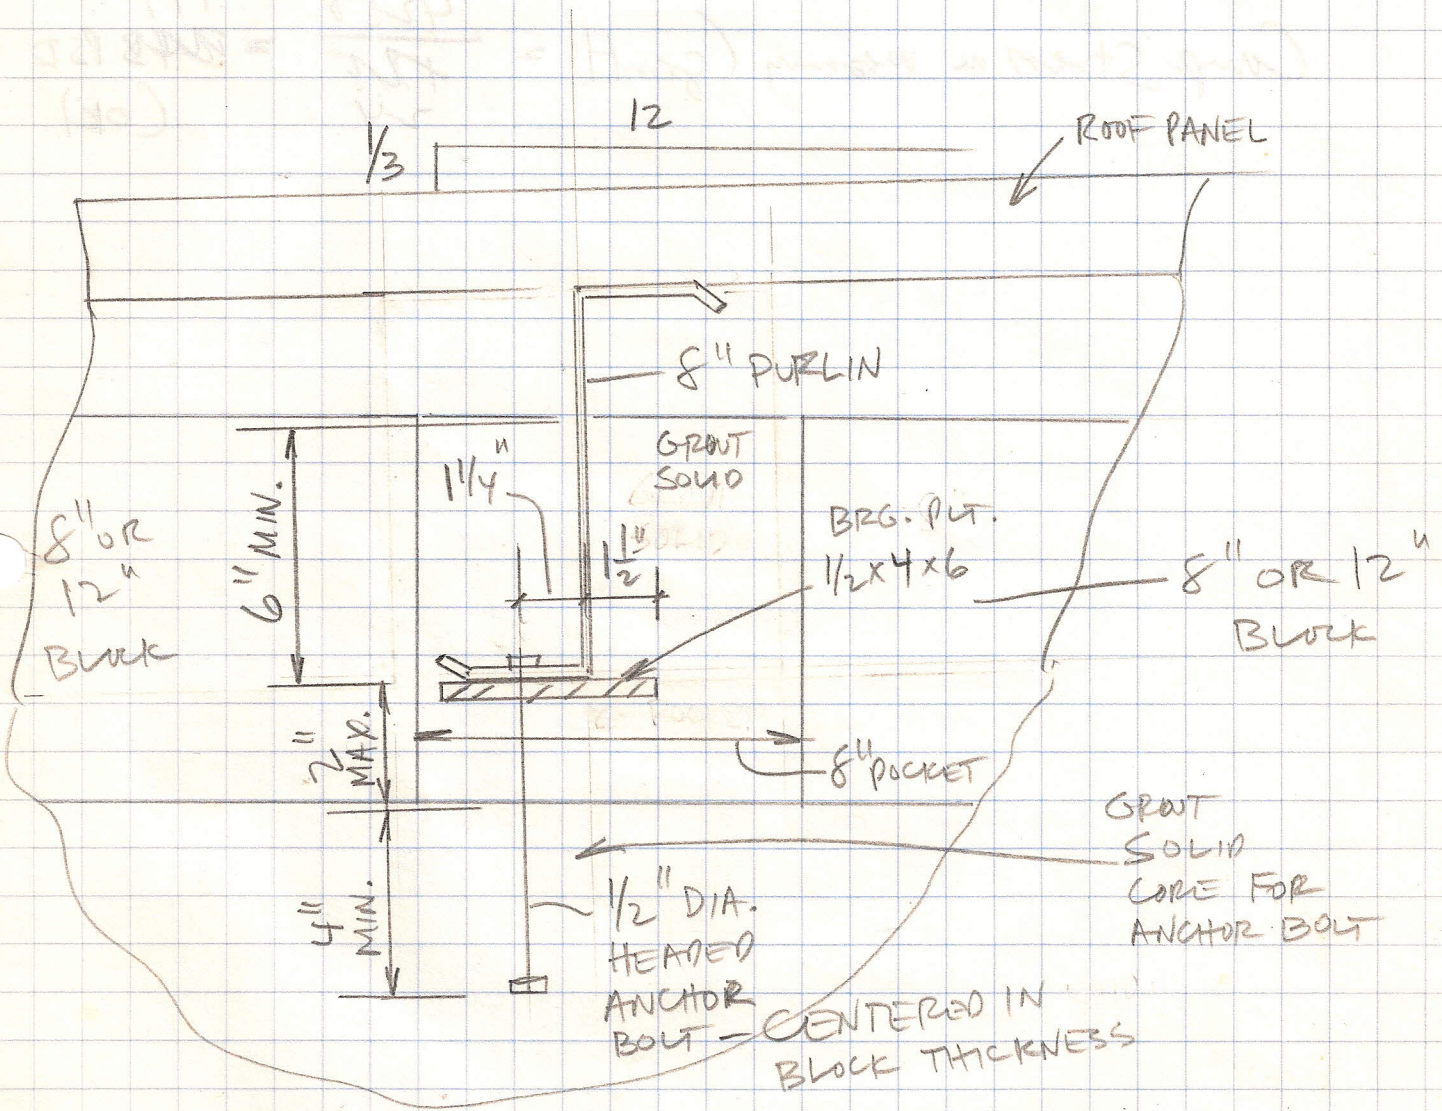 12
1/3
ROOF PANEL
8" PURLIN
GROUT
SOLID
1 1/4"
1 1/2"
6" MIN.
8" OR
12"
BLOCK
BRG. PLT.
1/2 x 4 x 6
8" OR 12"
BLOCK
2"
MAX.
8" POCKET
4"
MIN.
GROUT
SOLID
CORE FOR
ANCHOR BOLT
1/2" DIA.
HEADED
ANCHOR
BOLT - CENTERED IN
BLOCK THICKNESS